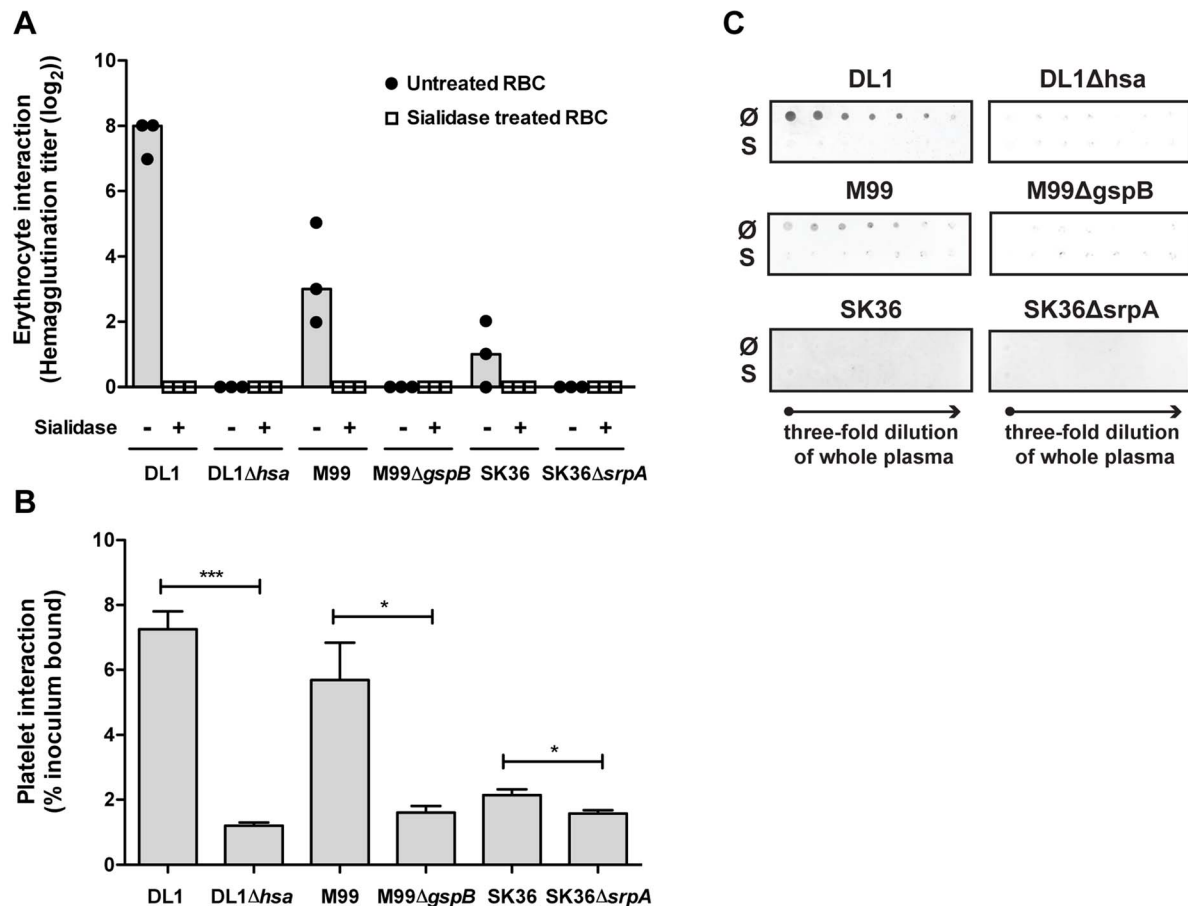 A
Erythrocyte interaction
(Hemagglutination titer (log2))
10
8
6
4
2
0
Untreated RBC
Sialidase treated RBC
Sialidase - + - + - + - + - + - +
DL1 DL1Δhsa M99 M99ΔgspB SK36 SK36ΔsrpA
B
Platelet interaction
(% inoculum bound)
10
8
6
4
2
0
*** * *
DL1 DL1Δhsa M99 M99ΔgspB SK36 SK36ΔsrpA
C
DL1 DL1Δhsa
Ø
S
M99 M99ΔgspB
Ø
S
SK36 SK36ΔsrpA
Ø
S
three-fold dilution
of whole plasma
three-fold dilution
of whole plasma